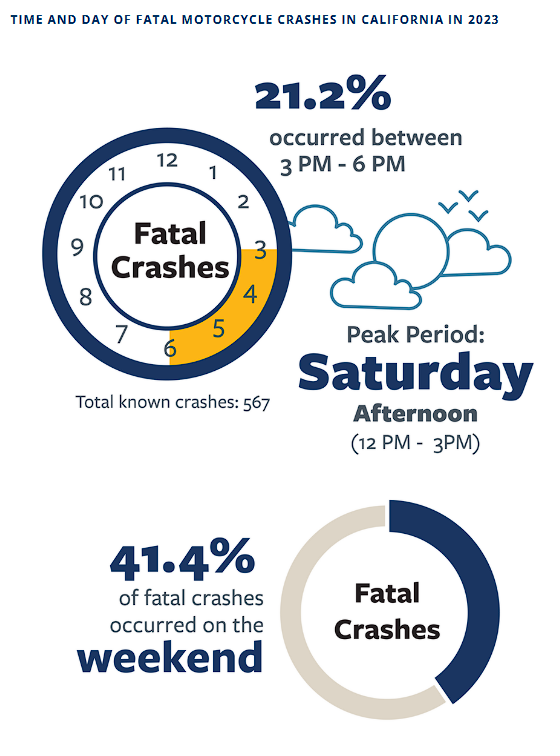 TIME AND DAY OF FATAL MOTORCYCLE CRASHES IN CALIFORNIA IN 2023
21.2%
occurred between
3 PM - 6 PM
12
1
2
3
4
5
6
7
8
9
10
11
Fatal
Crashes
Total known crashes: 567
Peak Period:
Saturday
Afternoon
(12 PM - 3PM)
41.4%
of fatal crashes
occurred on the
weekend
Fatal
Crashes